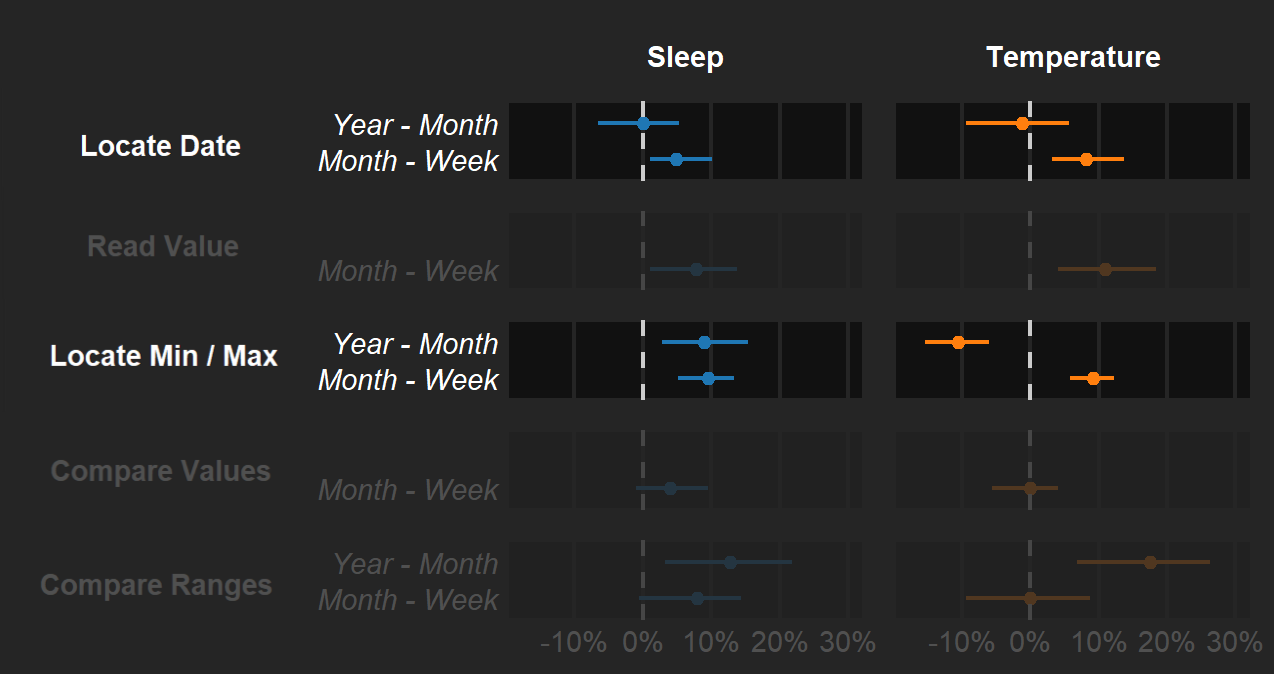 Sleep Temperature
Locate Date
Year - Month
Month - Week
Read Value
Month - Week
Locate Min / Max
Year - Month
Month - Week
Compare Values
Month - Week
Compare Ranges
Year - Month
Month - Week
-10% 0% 10% 20% 30% -10% 0% 10% 20% 30%